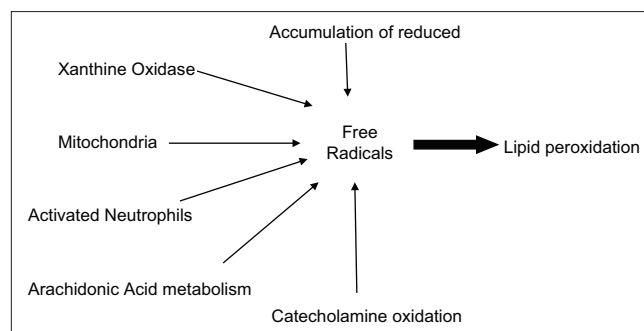 Accumulation of reduced
Xanthine Oxidase
Mitochondria
Free
Radicals
Lipid peroxidation
Activated Neutrophils
Arachidonic Acid metabolism
Catecholamine oxidation